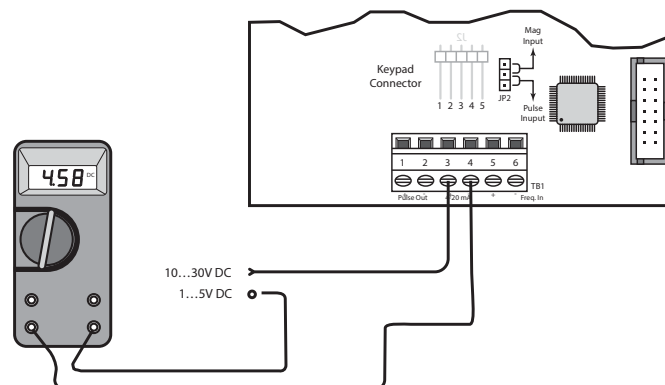 J2
Mag
Input
Keypad
Connector
1 2 3 4 5
JP2
Pulse
Inuput
4.58 DC
1 2 3 4 5 6
TB1
Pulse Out 4-20 mA + - Freq. In
10…30V DC
1…5V DC